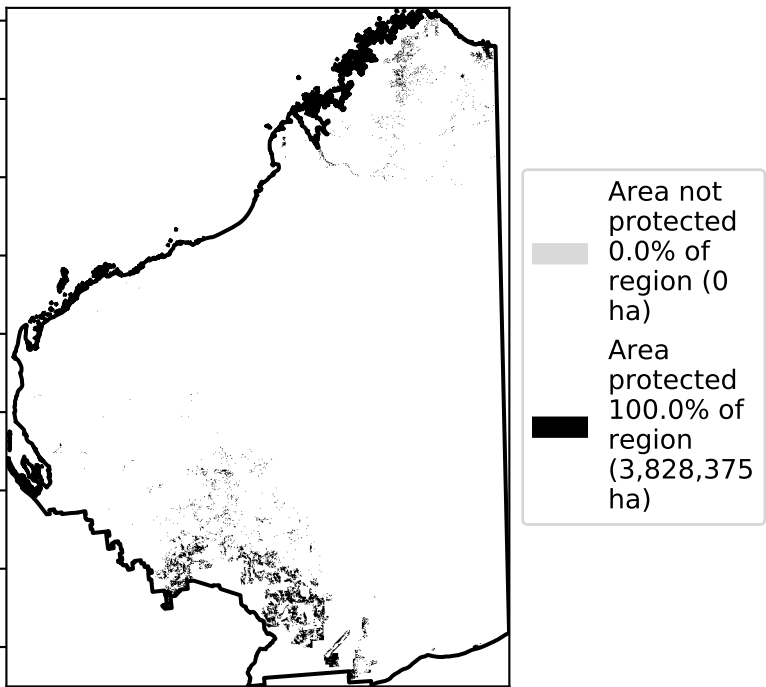 Area not
protected
0.0% of
region (0
ha)
Area
protected
100.0% of
region
(3,828,375
ha)